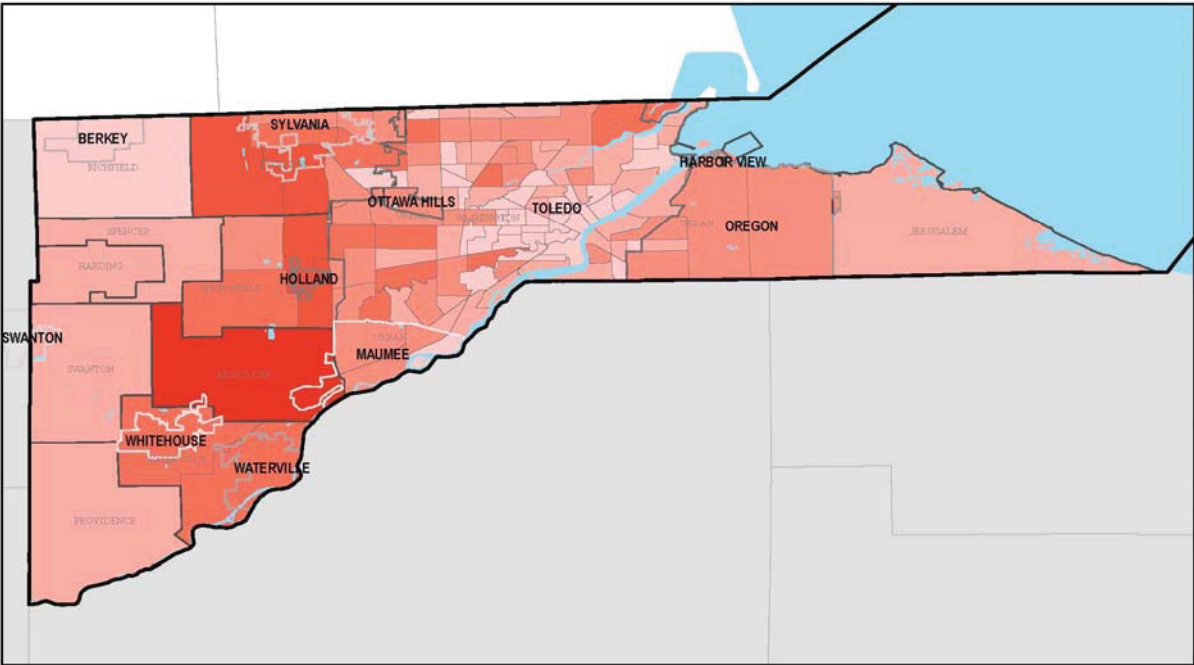 BERKEY
RICHFIELD
SYLVANIA
HARBOR VIEW
OTTAWA HILLS
TOLEDO
WASHINGTON
OREGON
SPENCER
JERUSALEM
HARDING
HOLLAND
SWANTON
MAUMEE
SWANTON
WHITEHOUSE
WATERVILLE
PROVIDENCE